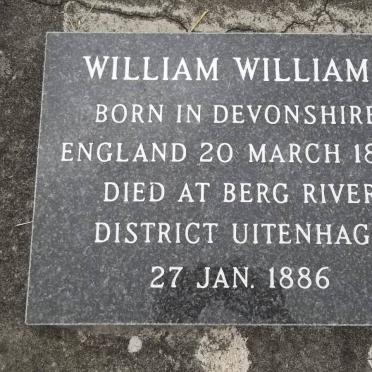 WILLIAM WILLIAM
BORN IN DEVONSHIRE
ENGLAND 20 MARCH 18
DIED AT BERG RIVER
DISTRICT UITENHAG
27 JAN. 1886